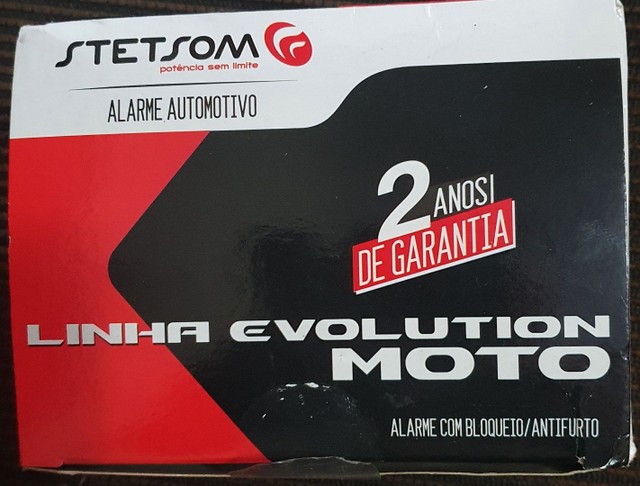 STETSOM
potência sem limite
ALARME AUTOMOTIVO
2 ANOS|
DE GARANTIA
LINHA EVOLUTION
MOTO
ALARME COM BLOQUEIO/ANTIFURTO